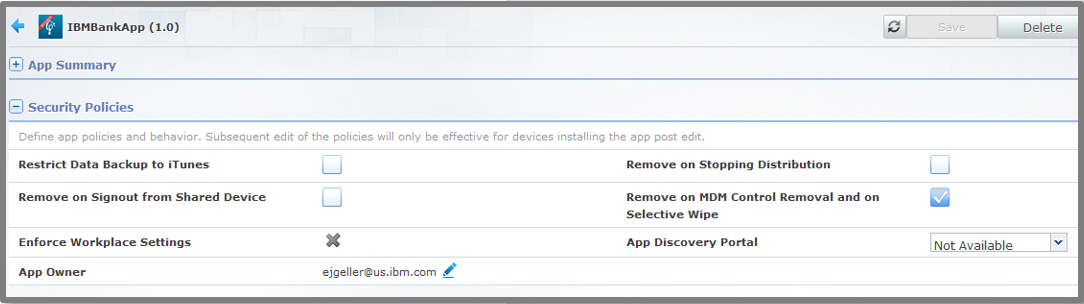 IBMBankApp (1.0)
Save
Delete
App Summary
Security Policies
Define app policies and behavior. Subsequent edit of the policies will only be effective for devices installing the app post edit.
Restrict Data Backup to iTunes
Remove on Stopping Distribution
Remove on Signout from Shared Device
Remove on MDM Control Removal and on
Selective Wipe
Enforce Workplace Settings
App Discovery Portal
Not Available
App Owner
ejgeller@us.ibm.com